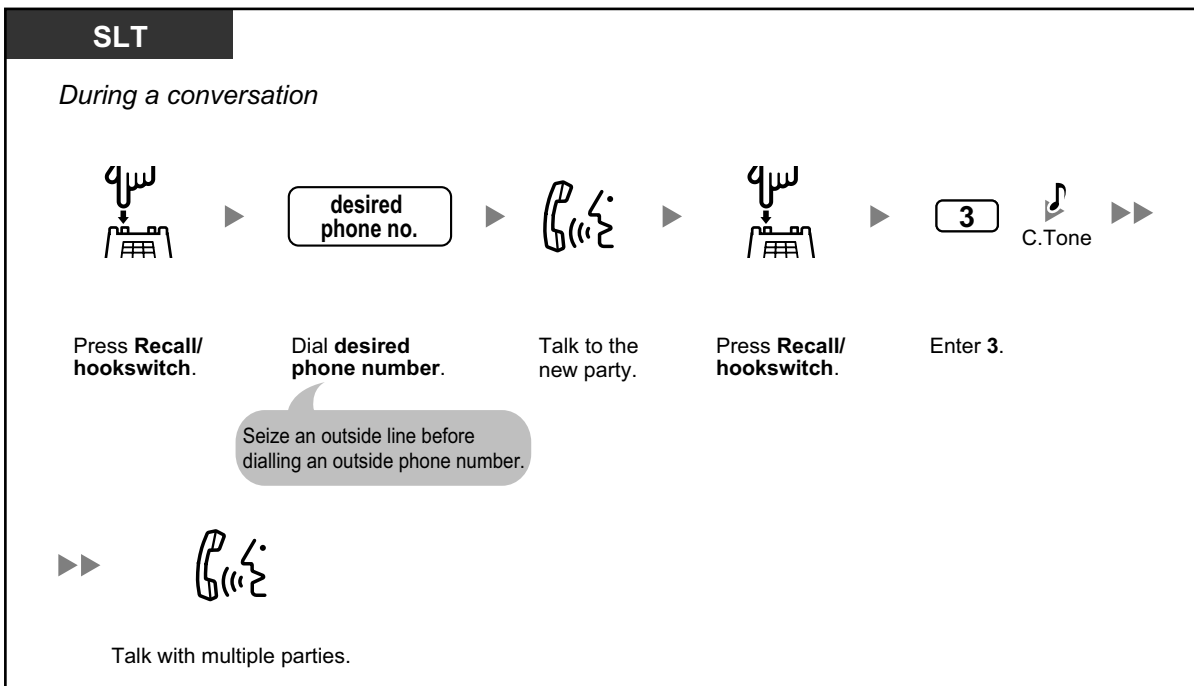 SLT
During a conversation
desired
phone no.
3
C.Tone
Press Recall/
hookswitch.
Dial desired
phone number.
Talk to the
new party.
Press Recall/
hookswitch.
Enter 3.
Seize an outside line before
dialling an outside phone number.
Talk with multiple parties.